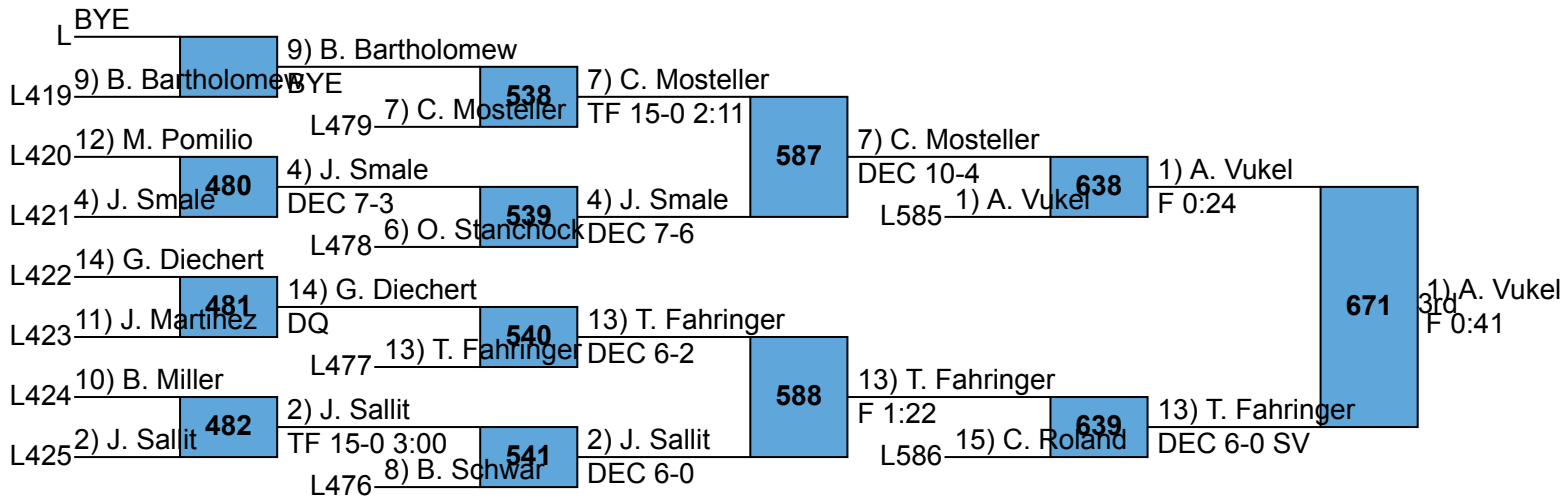 BYE
L
9) B. Bartholomew
L419
9) B. Bartholomew
BYE
12) M. Pomilio
L420
480
4) J. Smale
L421
4) J. Smale
DEC 7-3
14) G. Diechert
L422
481
11) J. Martinez
L423
14) G. Diechert
DQ
10) B. Miller
L424
482
2) J. Sallit
L425
2) J. Sallit
TF 15-0 3:00
538
7) C. Mosteller
L479
7) C. Mosteller
TF 15-0 2:11
539
6) O. Stanchock
L478
4) J. Smale
DEC 7-6
540
13) T. Fahringer
L477
13) T. Fahringer
DEC 6-2
541
8) B. Schwar
L476
2) J. Sallit
DEC 6-0
587
7) C. Mosteller
DEC 10-4
588
13) T. Fahringer
F 1:22
638
1) A. Vukel
L585
1) A. Vukel
F 0:24
639
15) C. Roland
L586
13) T. Fahringer
DEC 6-0 SV
671
3rd
1) A. Vukel
F 0:41